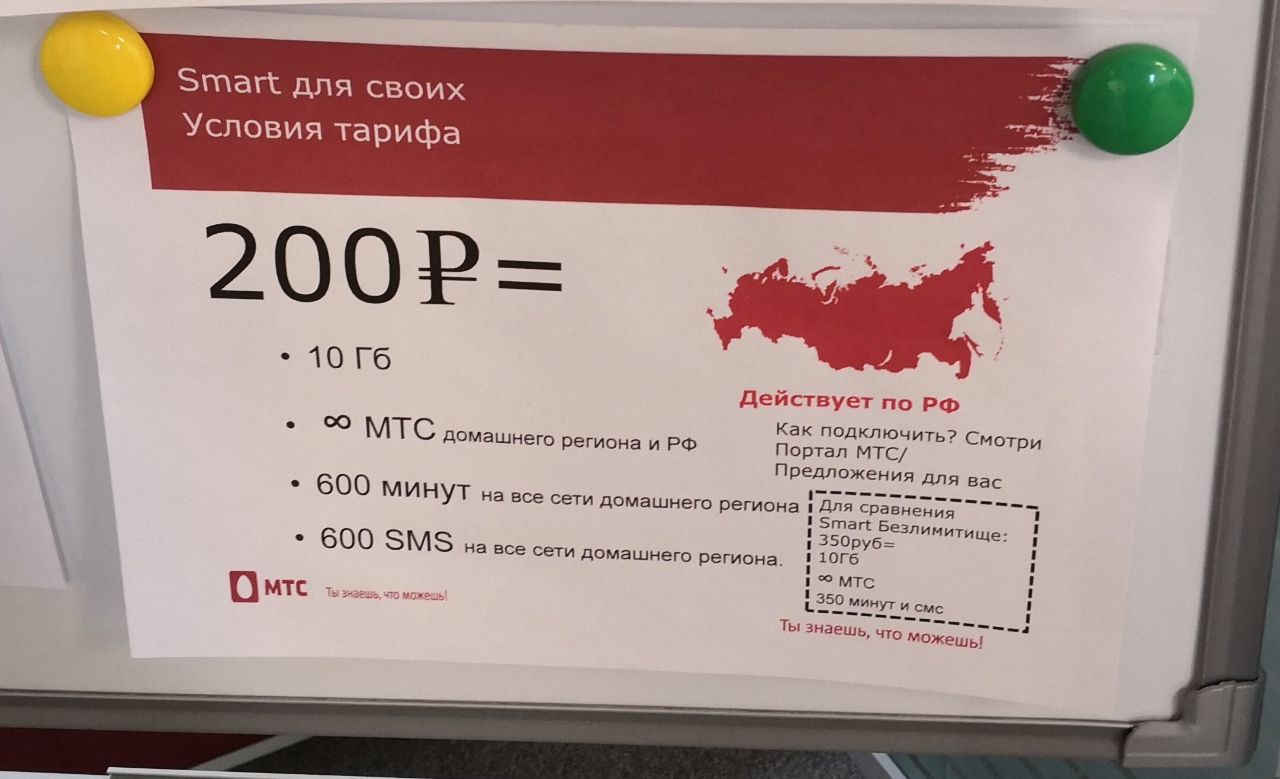 Smart для своих
Условия тарифа
200₽=
• 10 Гб
• ∞ МТС домашнего региона и РФ
• 600 минут на все сети домашнего региона
• 600 SMS на все сети домашнего региона.
МТС Ты знаешь, что можешь!
Действует по РФ
Как подключить? Смотри
Портал МТС/
Предложения для вас
Для сравнения
Smart Безлимитище:
350руб=
10Гб
∞ МТС
350 минут и смс
Ты знаешь, что можешь!